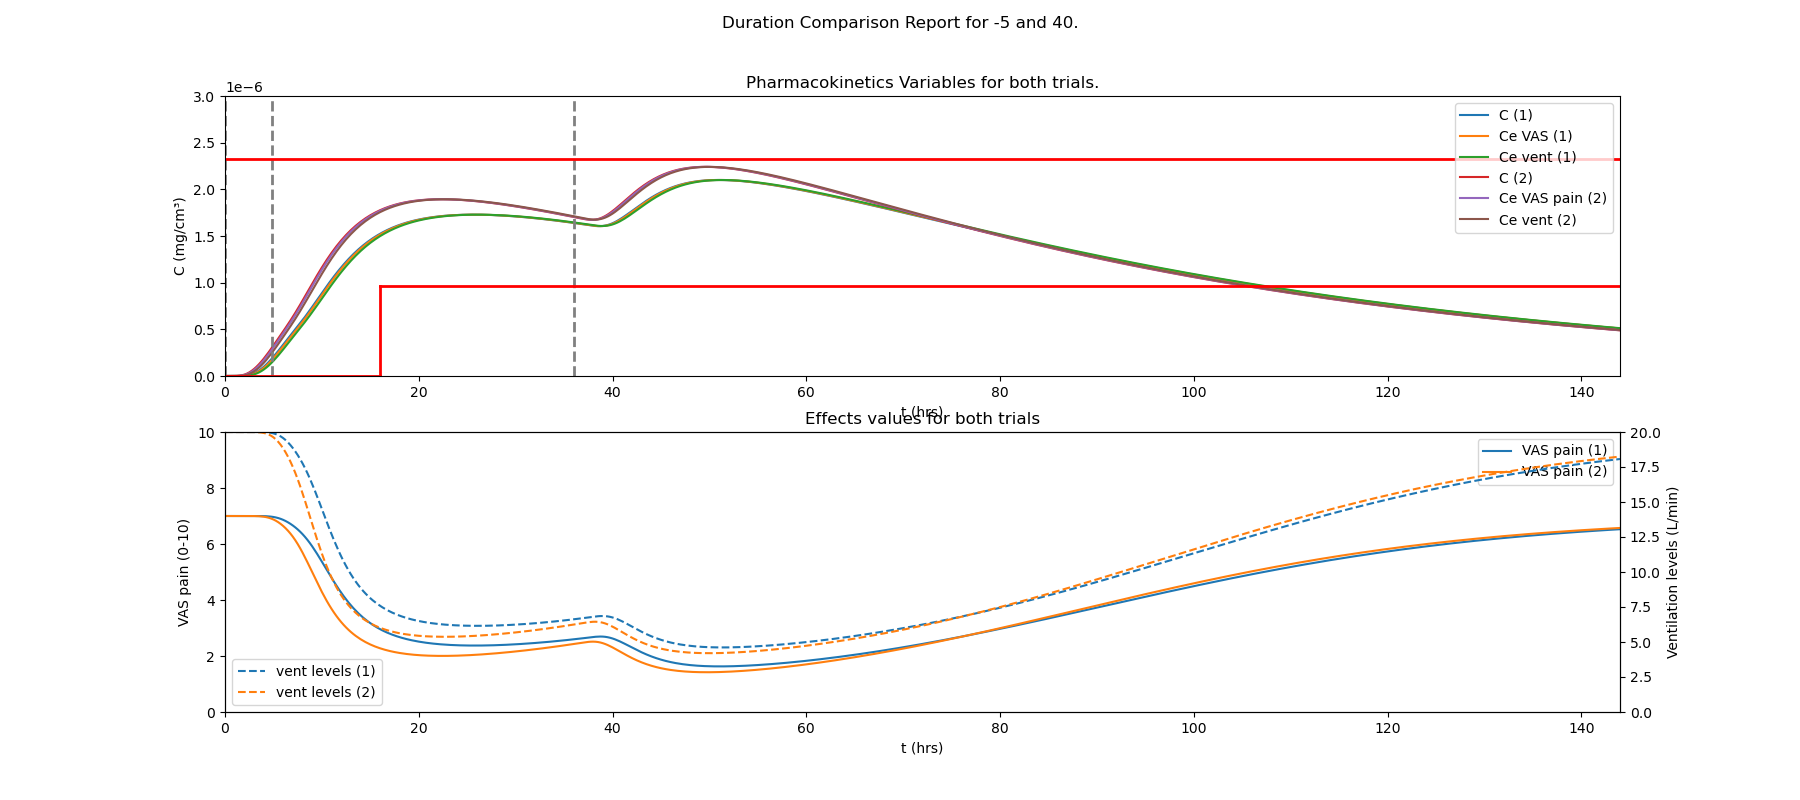 Duration Comparison Report for -5 and 40.
Pharmacokinetics Variables for both trials.
1e−6
3.0
2.5
2.0
1.5
1.0
0.5
0.0
C (mg/cm³)
C (1)
Ce VAS (1)
Ce vent (1)
C (2)
Ce VAS pain (2)
Ce vent (2)
0 20 40 60 80 100 120 140
t (hrs)
Effects values for both trials
10
8
6
4
2
0
VAS pain (0-10)
VAS pain (1)
VAS pain (2)
20.0
17.5
15.0
12.5
10.0
7.5
5.0
2.5
0.0
Ventilation levels (L/min)
vent levels (1)
vent levels (2)
0 20 40 60 80 100 120 140
t (hrs)